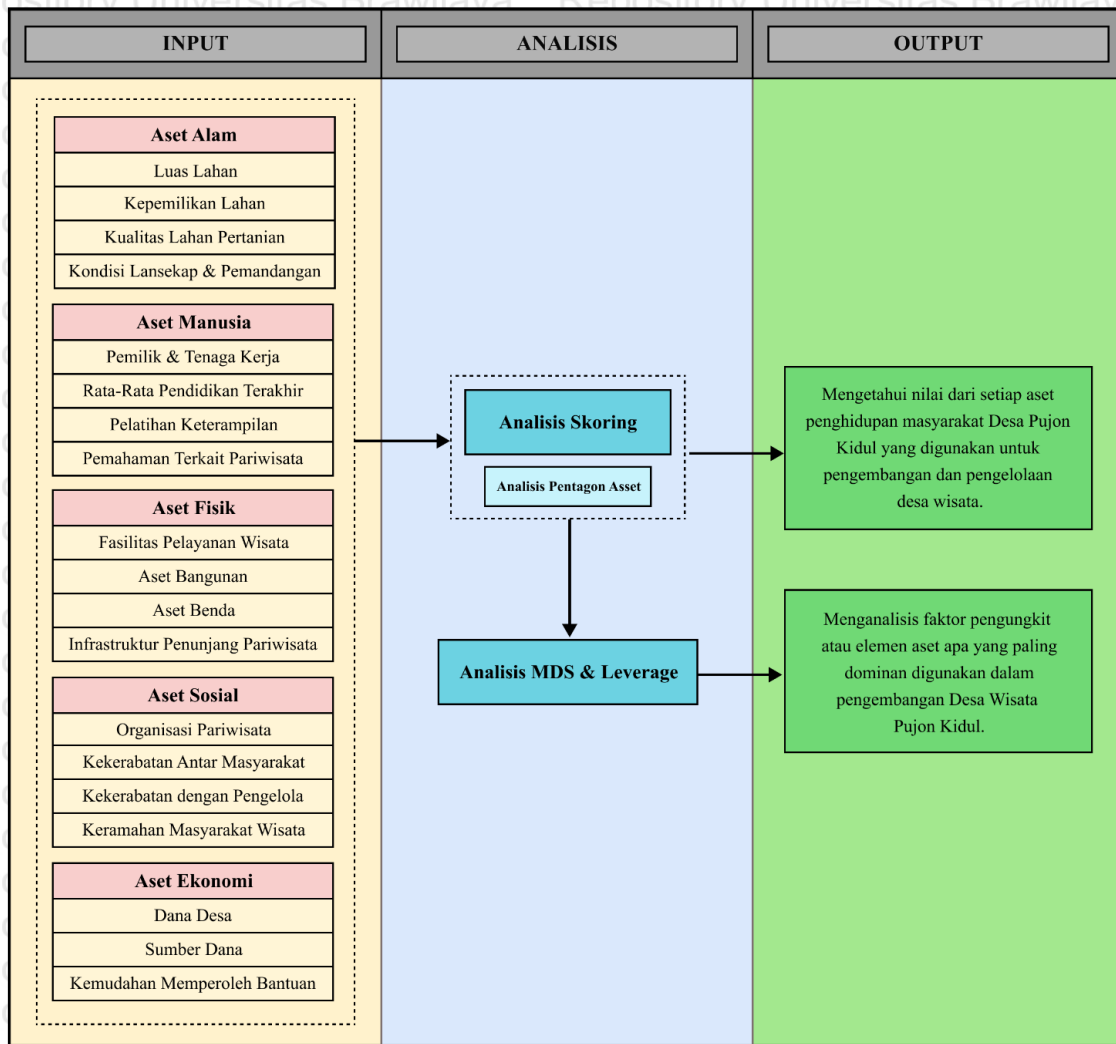 INPUT
ANALISIS
OUTPUT
Aset Alam
Luas Lahan
Kepemilikan Lahan
Kualitas Lahan Pertanian
Kondisi Lansekap & Pemandangan
Aset Manusia
Pemilik & Tenaga Kerja
Rata-Rata Pendidikan Terakhir
Pelatihan Keterampilan
Pemahaman Terkait Pariwisata
Aset Fisik
Fasilitas Pelayanan Wisata
Aset Bangunan
Aset Benda
Infrastruktur Penunjang Pariwisata
Aset Sosial
Organisasi Pariwisata
Kekerabatan Antar Masyarakat
Kekerabatan dengan Pengelola
Keramahan Masyarakat Wisata
Aset Ekonomi
Dana Desa
Sumber Dana
Kemudahan Memperoleh Bantuan
Analisis Skoring
Analisis Pentagon Asset
Analisis MDS & Leverage
Mengetahui nilai dari setiap aset
penghidupan masyarakat Desa Pujon
Kidul yang digunakan untuk
pengembangan dan pengelolaan
desa wisata.
Menganalisis faktor pengungkit
atau elemen aset apa yang paling
dominan digunakan dalam
pengembangan Desa Wisata
Pujon Kidul.